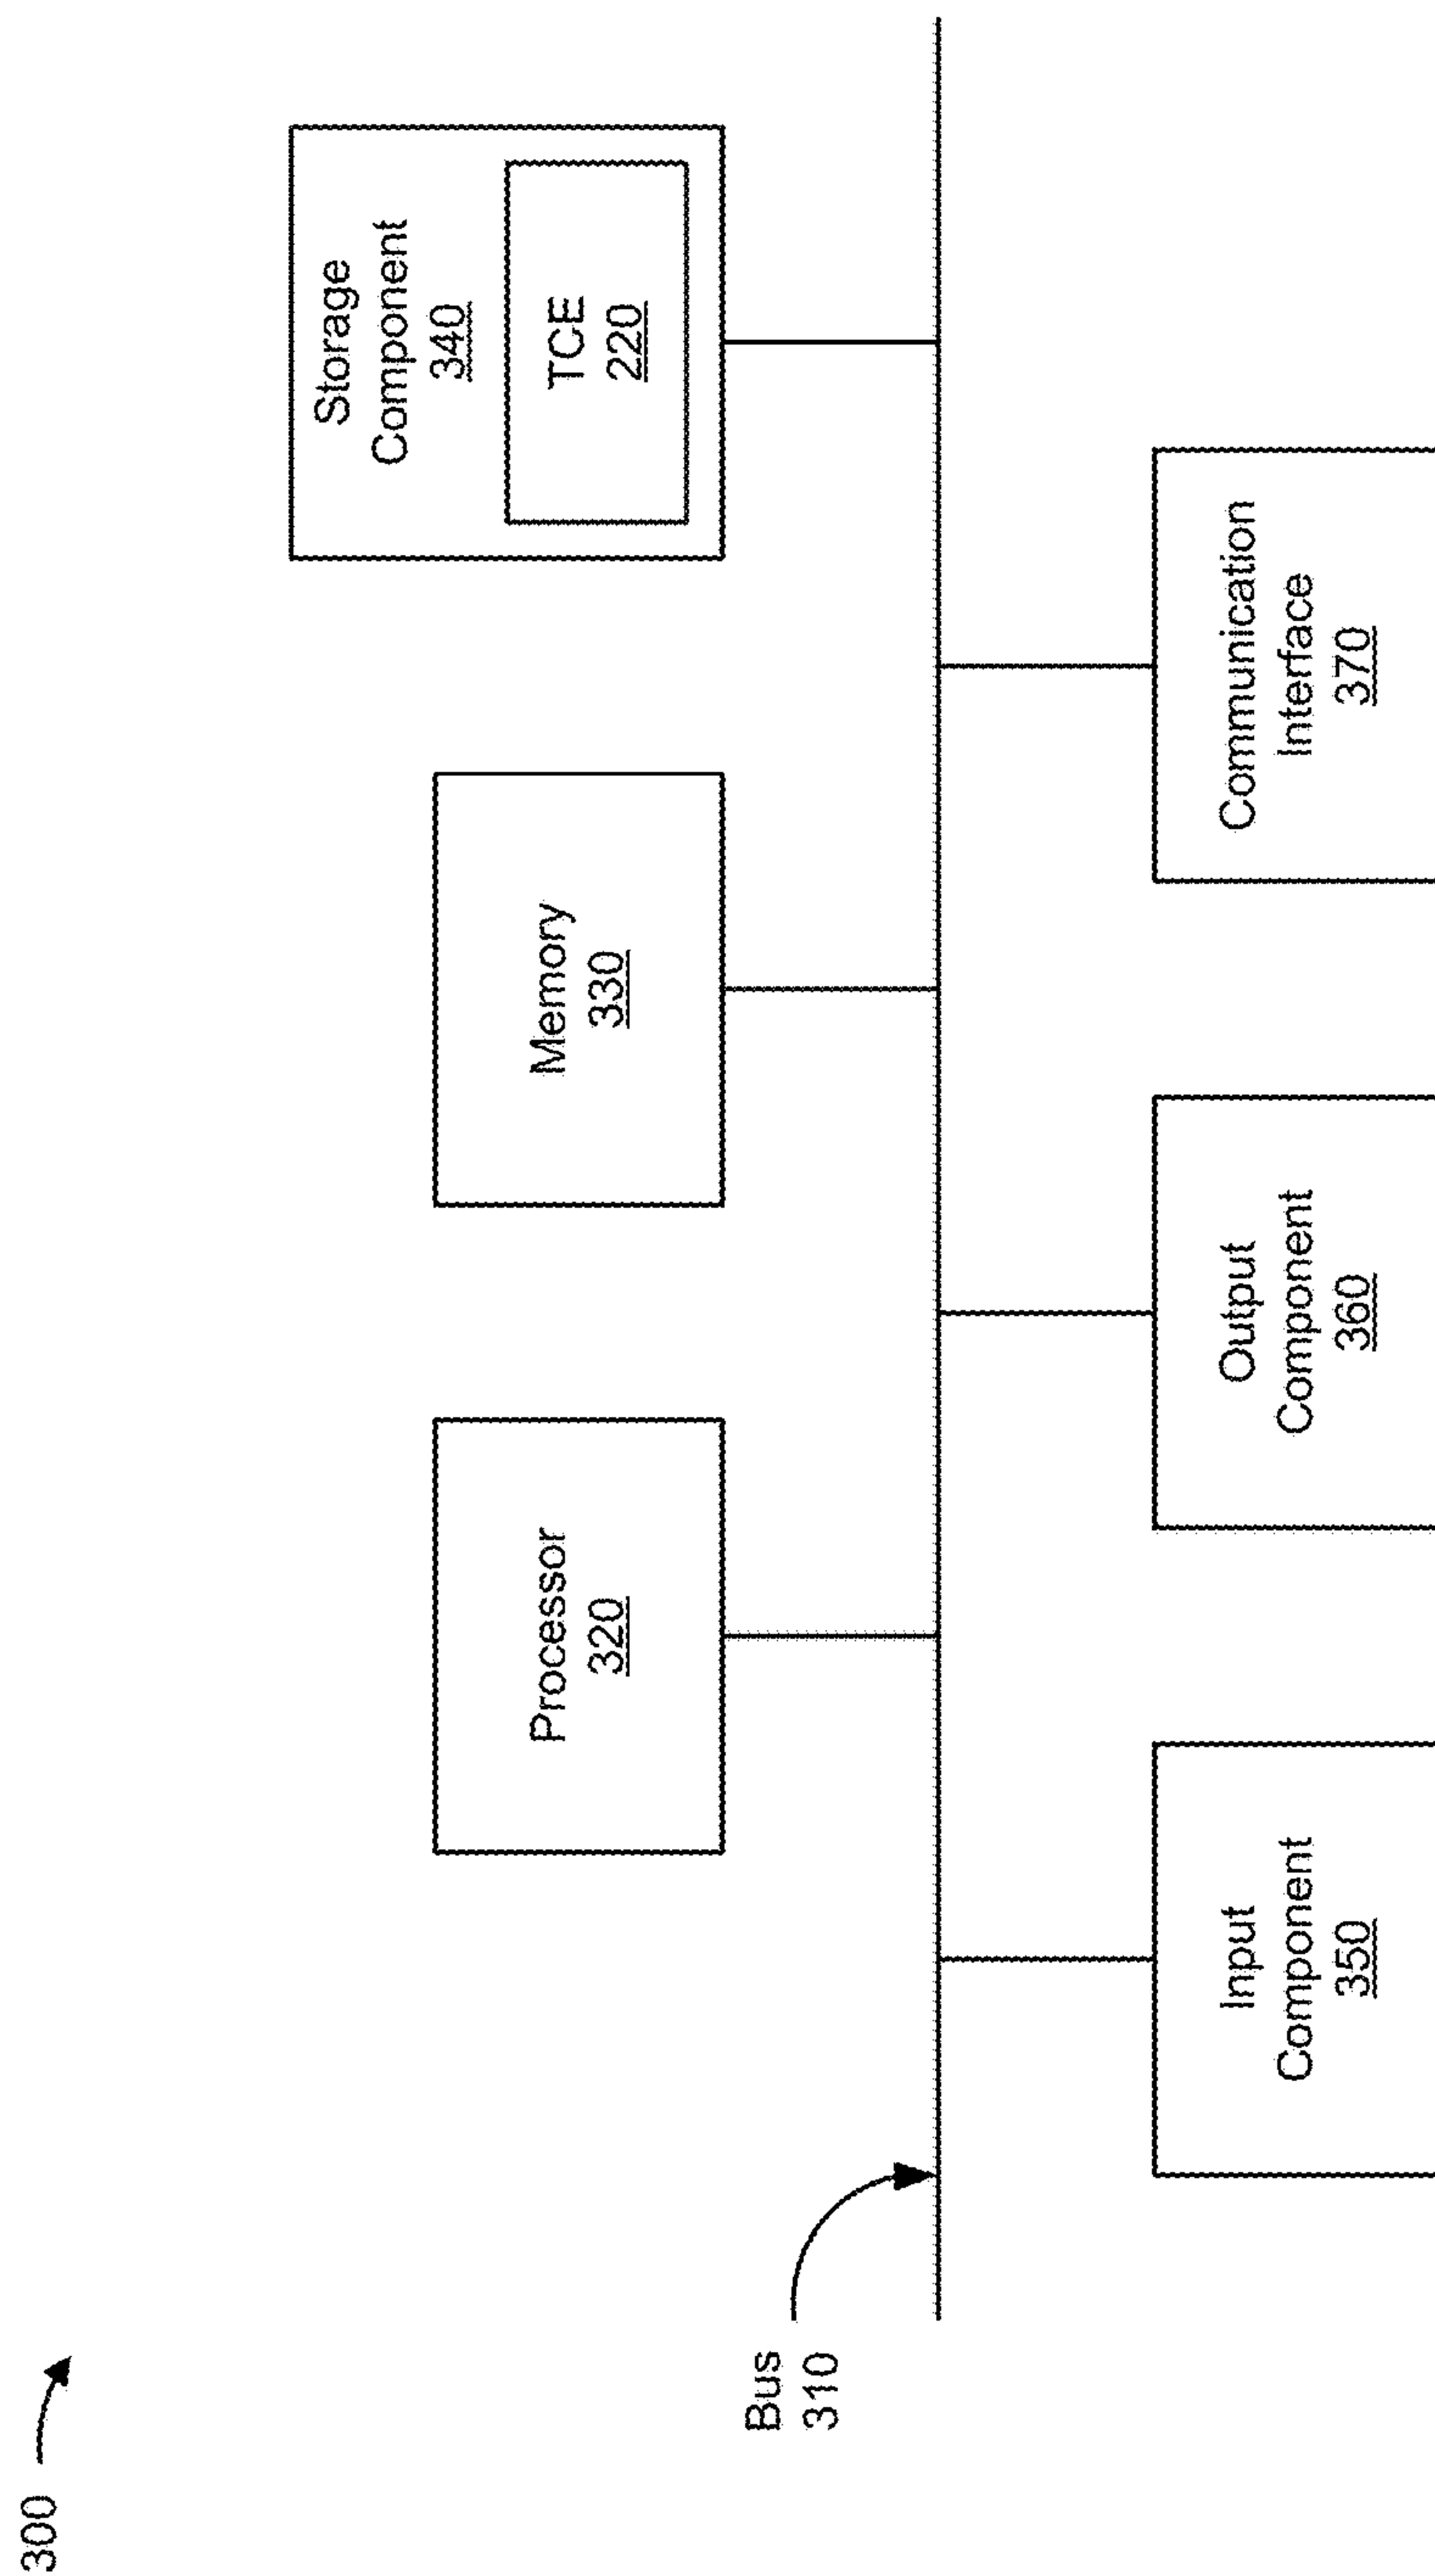 300
Bus
310
Processor
320
Memory
330
Storage
Component
340
TCE
220
Input
Component
350
Output
Component
360
Communication
Interface
370